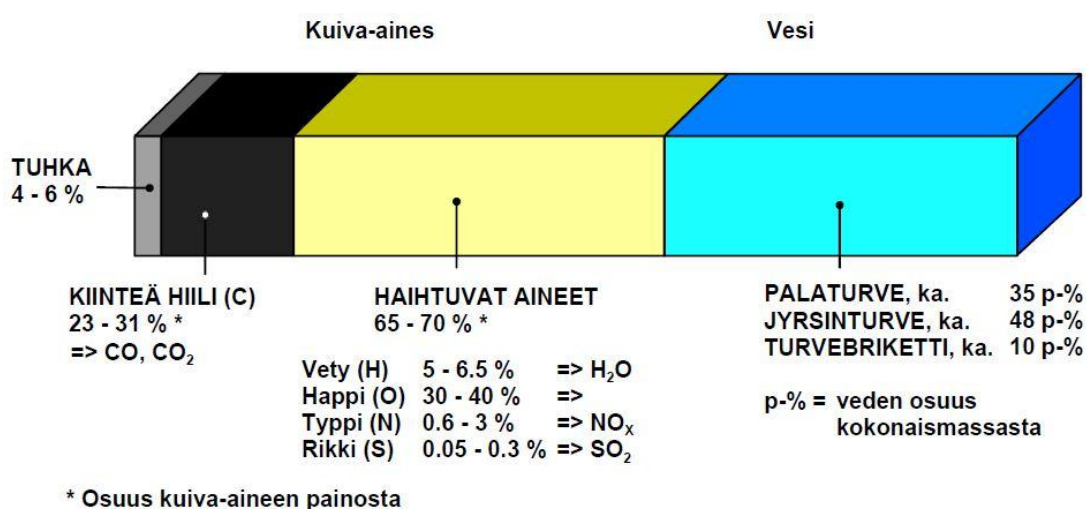 Kuiva-aines
Vesi
TUHKA
4 - 6 %
KIINTEÄ HIILI (C)
23 - 31 % *
=> CO, CO₂
HAIHTUVAT AINEET
65 - 70 % *
Vety (H) 5 - 6.5 % => H₂O
Happi (O) 30 - 40 % =>
Typpi (N) 0.6 - 3 % => NOₓ
Rikki (S) 0.05 - 0.3 % => SO₂
PALATURVE, ka. 35 p-%
JYRSINTURVE, ka. 48 p-%
TURVEBRIKETTI, ka. 10 p-%
p-% = veden osuus
kokonaismassasta
* Osuus kuiva-aineen painosta